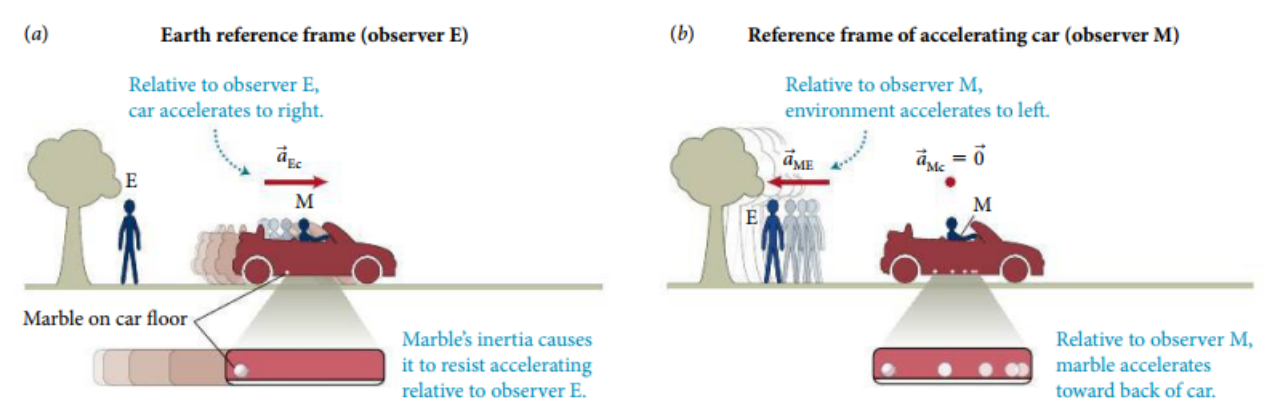 (a)
Earth reference frame (observer E)
Relative to observer E,
car accelerates to right.
a⃗Ec
E
M
Marble on car floor
Marble’s inertia causes
it to resist accelerating
relative to observer E.
(b)
Reference frame of accelerating car (observer M)
Relative to observer M,
environment accelerates to left.
a⃗ME
a⃗Mc = 0⃗
E
M
Relative to observer M,
marble accelerates
toward back of car.